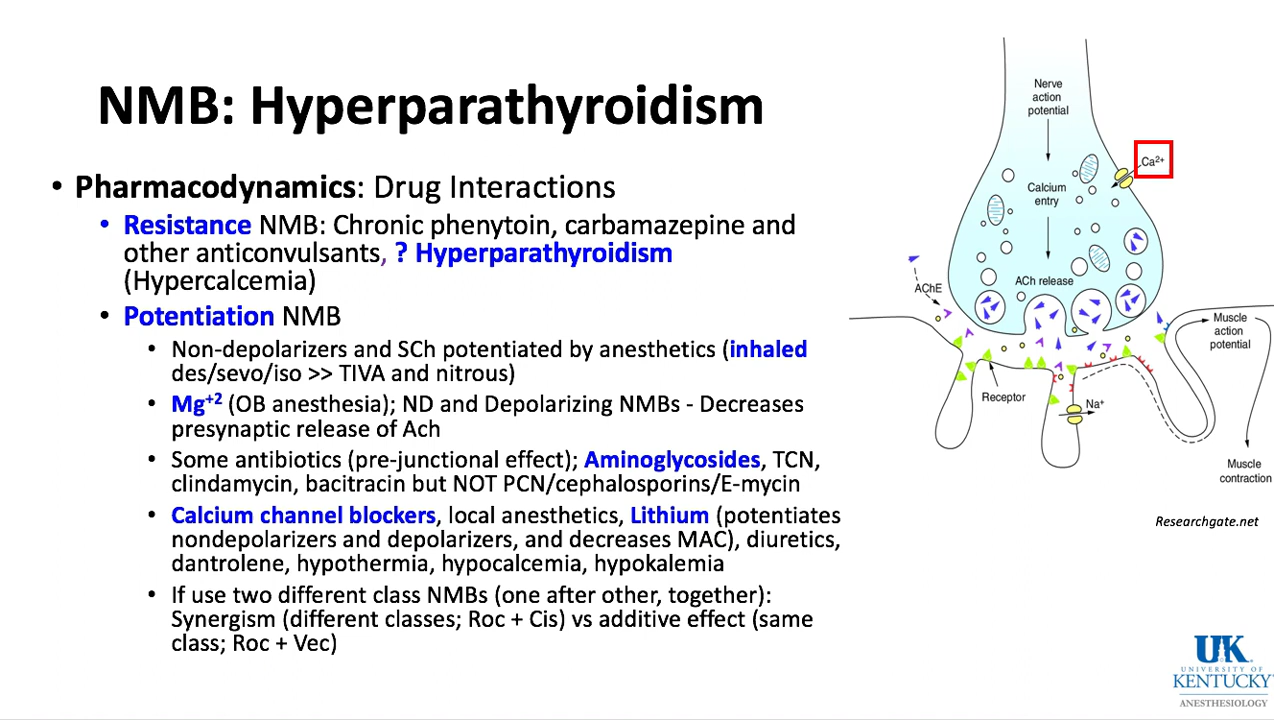 NMB: Hyperparathyroidism
• Pharmacodynamics: Drug Interactions
• Resistance NMB: Chronic phenytoin, carbamazepine and
other anticonvulsants, ? Hyperparathyroidism
(Hypercalcemia)
• Potentiation NMB
• Non-depolarizers and SCh potentiated by anesthetics (inhaled
des/sevo/iso >> TIVA and nitrous)
• Mg+2 (OB anesthesia); ND and Depolarizing NMBs - Decreases
presynaptic release of Ach
• Some antibiotics (pre-junctional effect); Aminoglycosides, TCN,
clindamycin, bacitracin but NOT PCN/cephalosporins/E-mycin
• Calcium channel blockers, local anesthetics, Lithium (potentiates
nondepolarizers and depolarizers, and decreases MAC), diuretics,
dantrolene, hypothermia, hypocalcemia, hypokalemia
• If use two different class NMBs (one after other, together):
Synergism (different classes; Roc + Cis) vs additive effect (same
class; Roc + Vec)
Nerve
action
potential
Ca2+
Calcium
entry
ACh release
AChE
Muscle
action
potential
Receptor
Na+
Muscle
contraction
Researchgate.net
UK
UNIVERSITY OF
KENTUCKY
ANESTHESIOLOGY